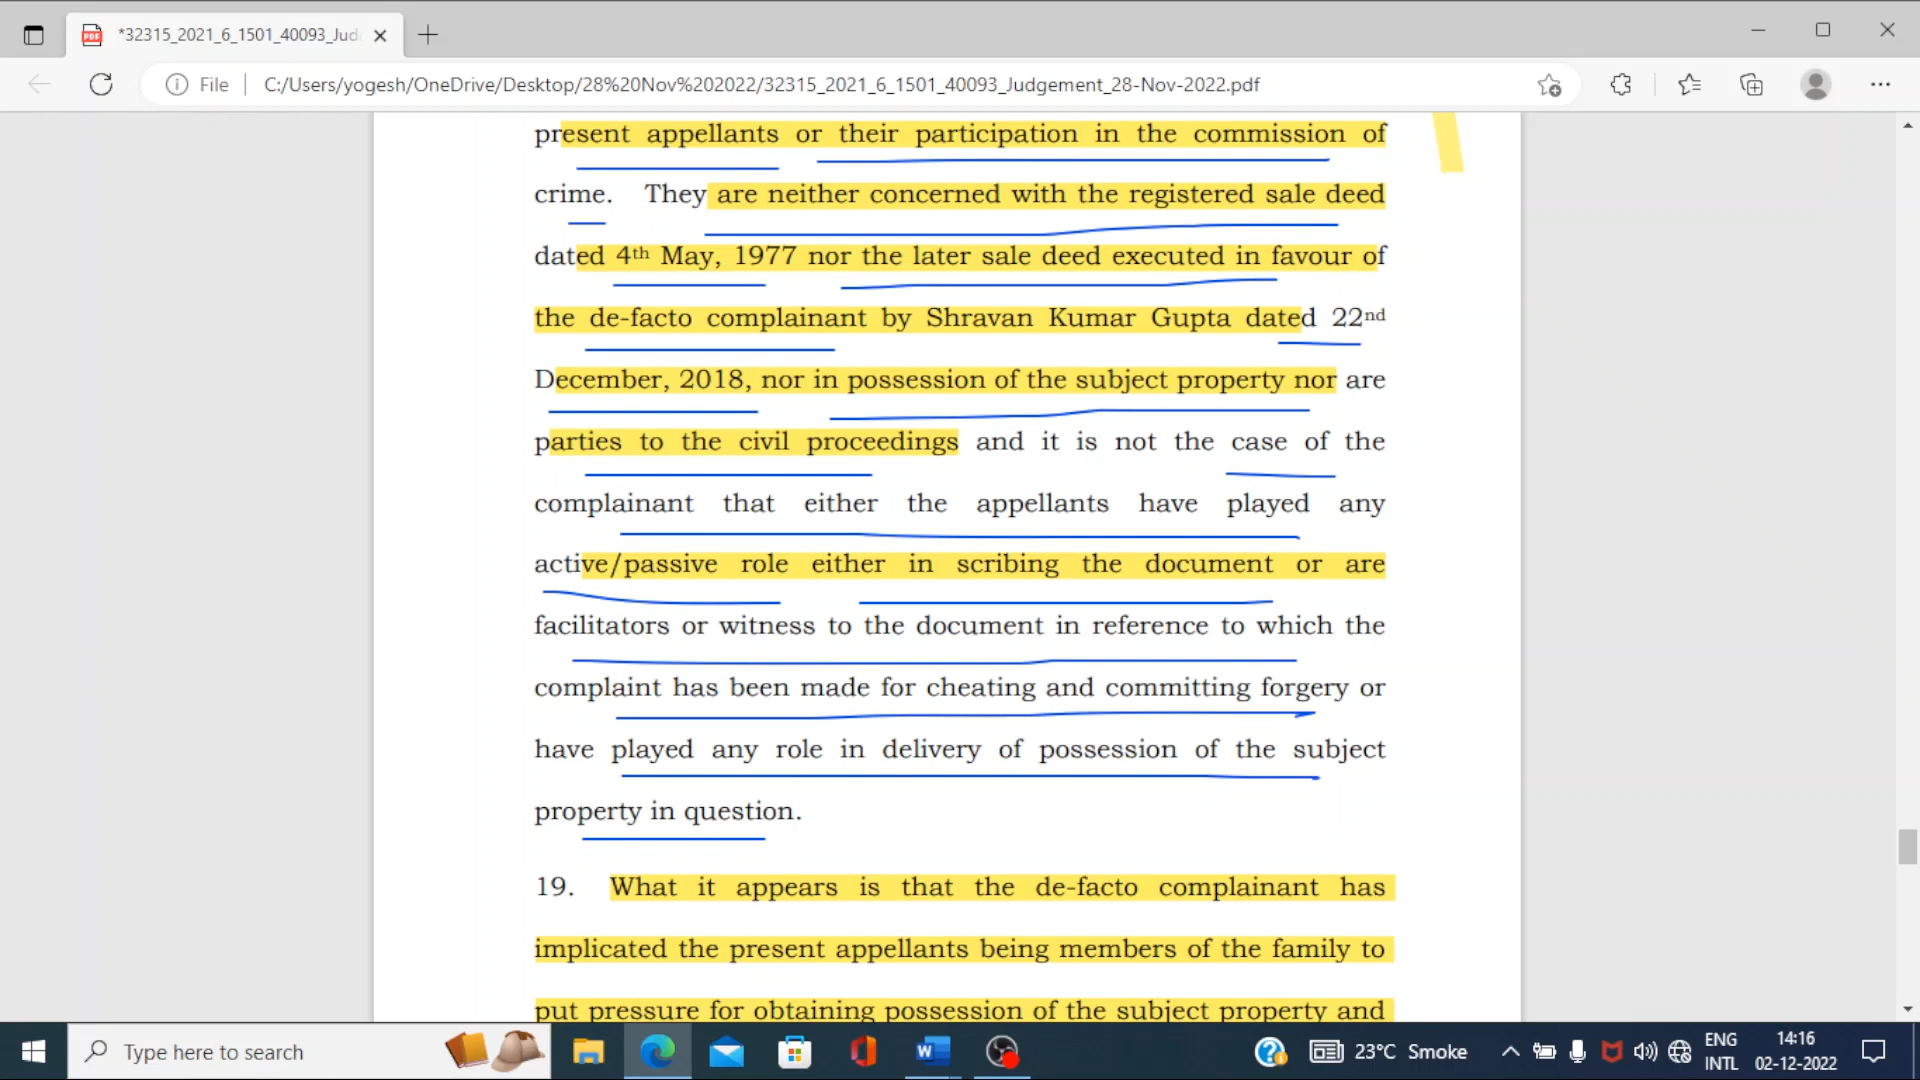 *32315_2021_6_1501_40093_Jud
File
C:/Users/yogesh/OneDrive/Desktop/28%20Nov%202022/32315_2021_6_1501_40093_Judgement_28-Nov-2022.pdf
present appellants or their participation in the commission of
crime. They are neither concerned with the registered sale deed
dated 4th May, 1977 nor the later sale deed executed in favour of
the de-facto complainant by Shravan Kumar Gupta dated 22nd
December, 2018, nor in possession of the subject property nor are
parties to the civil proceedings and it is not the case of the
complainant that either the appellants have played any
active/passive role either in scribing the document or are
facilitators or witness to the document in reference to which the
complaint has been made for cheating and committing forgery or
have played any role in delivery of possession of the subject
property in question.
19. What it appears is that the de-facto complainant has
implicated the present appellants being members of the family to
put pressure for obtaining possession of the subject property and
Type here to search
23°C Smoke
ENG
INTL
14:16
02-12-2022